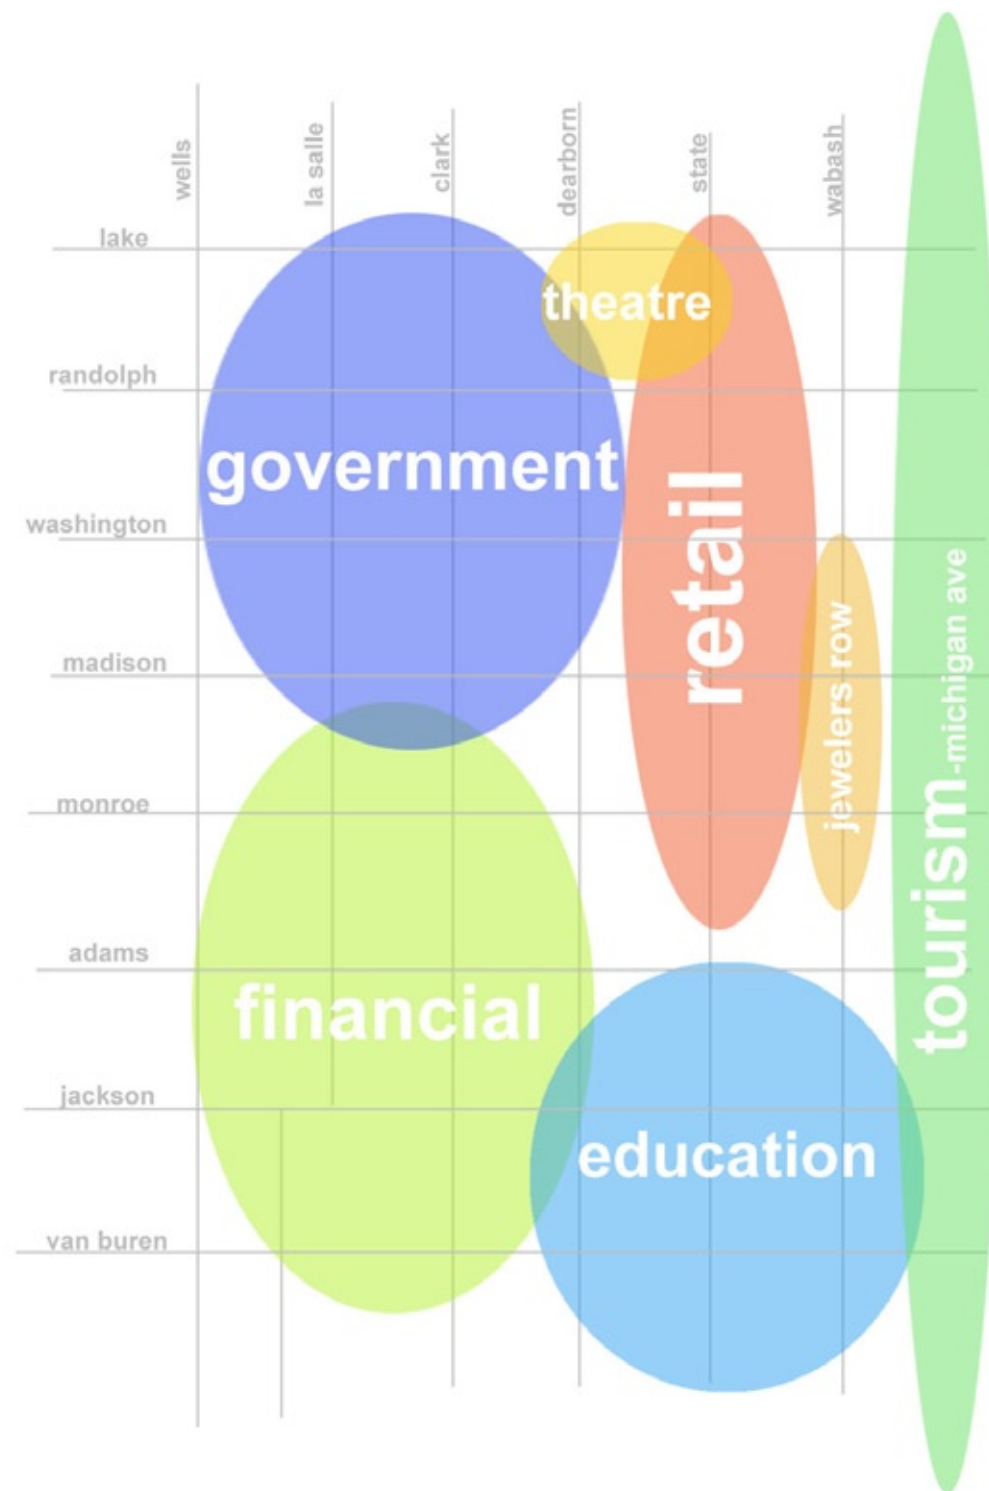 wells
la salle
clark
dearborn
state
wabash
lake
theatre
randolph
government
washington
retail
madison
jewelers row
monroe
tourism-michigan ave
adams
financial
jackson
education
van buren